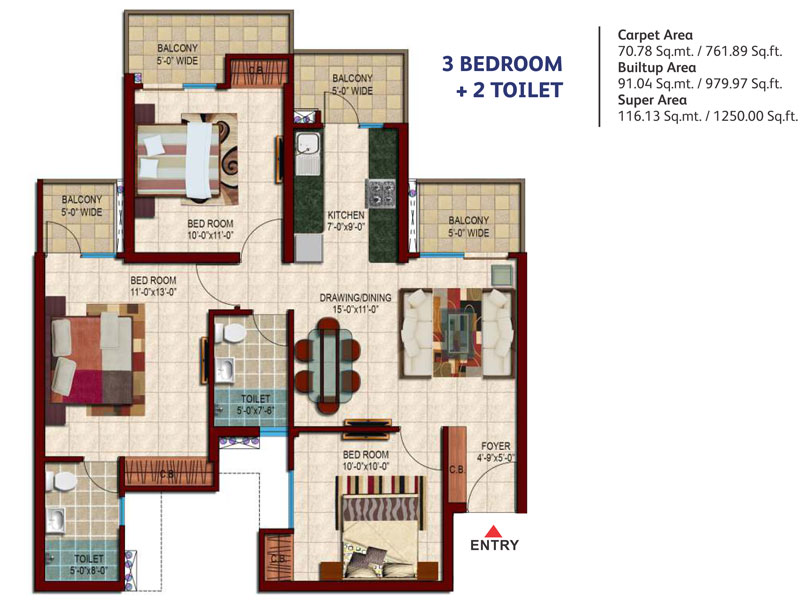 3 BEDROOM
+ 2 TOILET
Carpet Area
70.78 Sq.mt. / 761.89 Sq.ft.
Builtup Area
91.04 Sq.mt. / 979.97 Sq.ft.
Super Area
116.13 Sq.mt. / 1250.00 Sq.ft.
BALCONY
5'-0" WIDE
C.B.
BALCONY
5'-0" WIDE
BALCONY
5'-0" WIDE
BED ROOM
10'-0"x11'-0"
KITCHEN
7'-0"x9'-0"
BALCONY
5'-0" WIDE
BED ROOM
11'-0"x13'-0"
DRAWING/DINING
15'-0"x11'-0"
TOILET
5'-0"x7'-6"
BED ROOM
10'-0"x10'-0"
FOYER
4'-9"x5'-0"
C.B.
C.B.
TOILET
5'-0"x8'-0"
C.B.
ENTRY